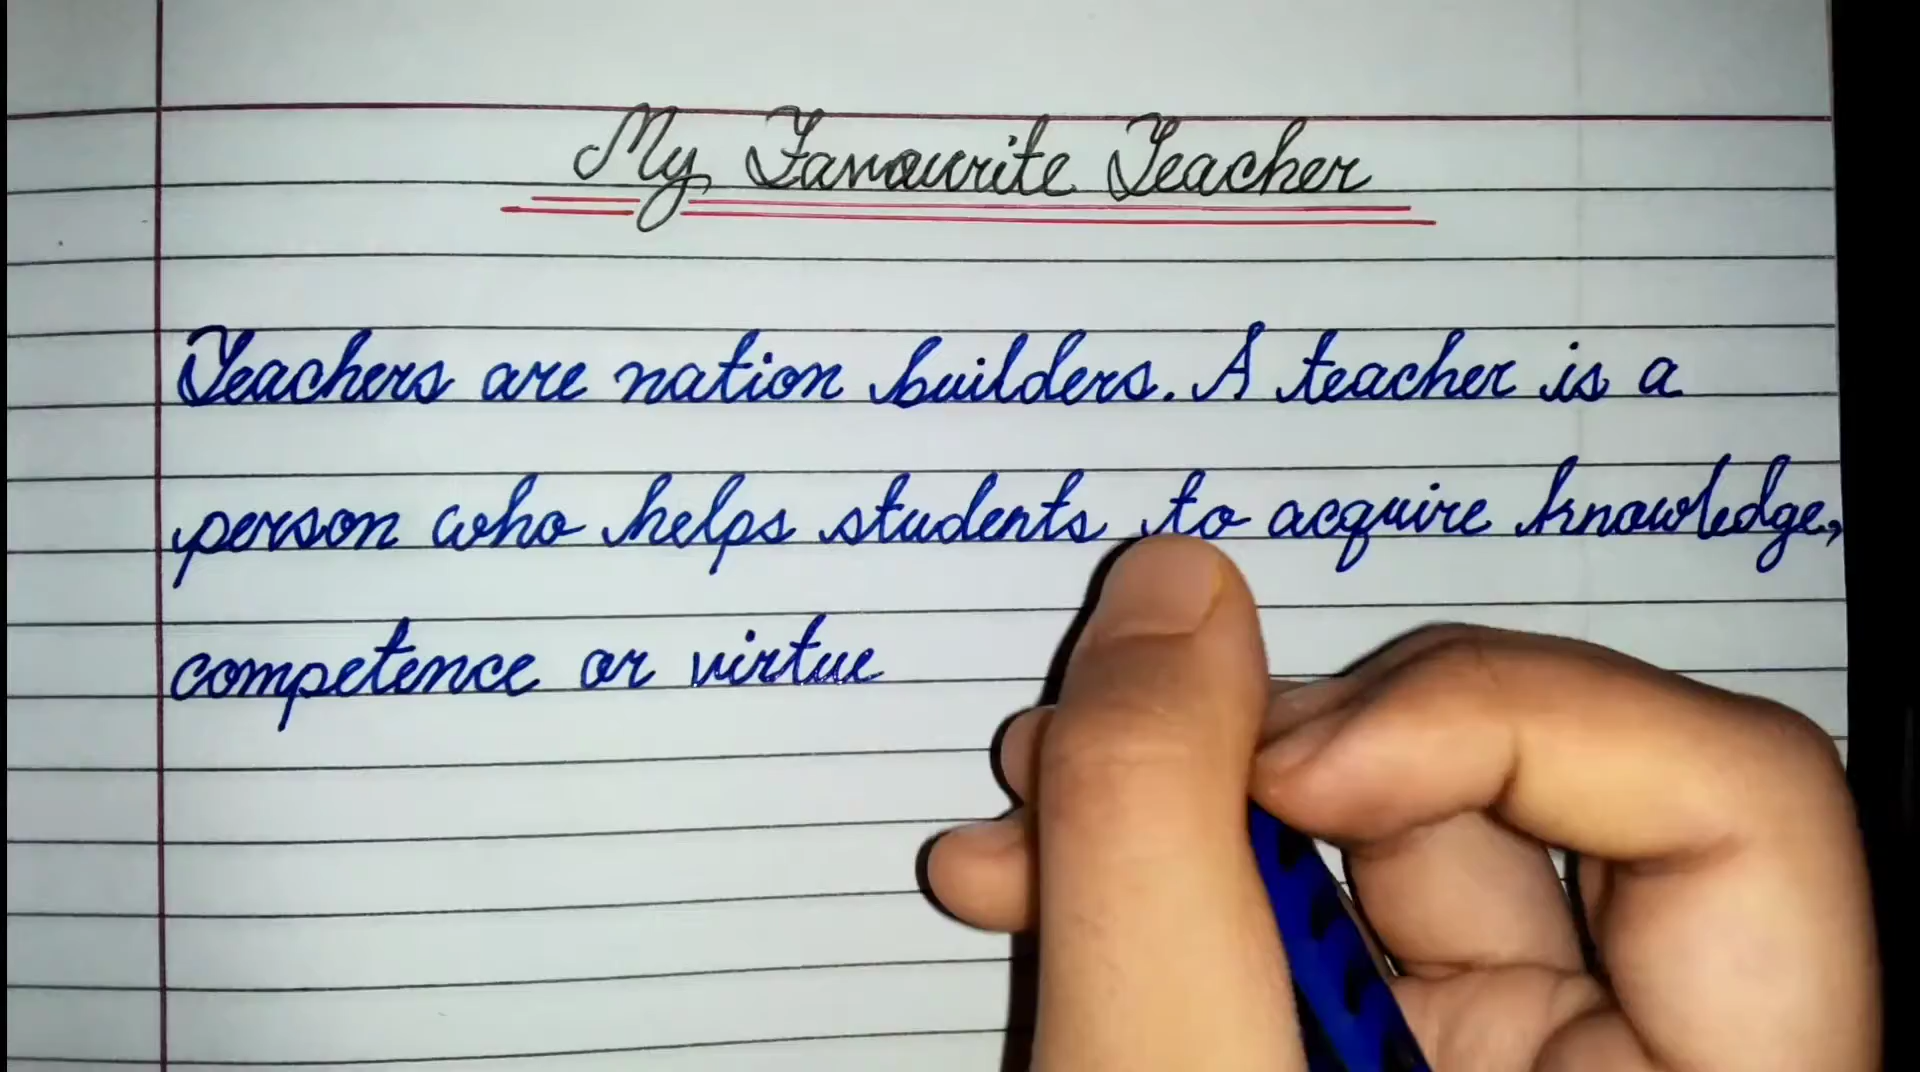 My Favourite Teacher
Teachers are nation builders. A teacher is a
person who helps students to acquire knowledge,
competence or virtue